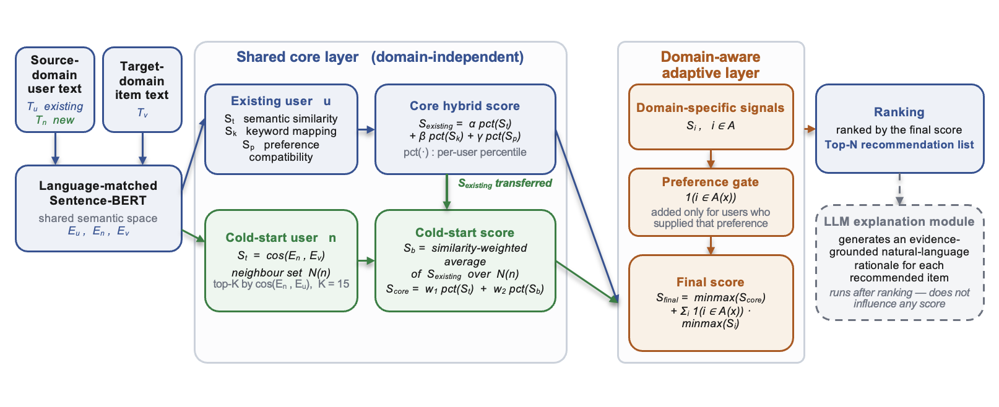 Source-
domain
user text
Tu existing
Tn new
Target-
domain
item text
Tv
Language-matched
Sentence-BERT
shared semantic space
Eu , En , Ev
Shared core layer (domain-independent)
Existing user u
St semantic similarity
Sk keyword mapping
Sp preference
compatibility
Core hybrid score
Sexisting = α pct(St)
+ β pct(Sk) + γ pct(Sp)
pct(·) : per-user percentile
Sexisting transferred
Cold-start user n
St = cos(En , Ev)
neighbour set N(n)
top-K by cos(En , Eu), K = 15
Cold-start score
Sb = similarity-weighted
average
of Sexisting over N(n)
Score = w1 pct(St) + w2 pct(Sb)
Domain-aware
adaptive layer
Domain-specific signals
Si , i ∈ A
Preference gate
1(i ∈ A(x))
added only for users who
supplied that preference
Final score
Sfinal = minmax(Score)
+ Σi 1(i ∈ A(x)) ·
minmax(Si)
Ranking
ranked by the final score
Top-N recommendation list
LLM explanation module
generates an evidence-
grounded natural-language
rationale for each
recommended item
runs after ranking — does not
influence any score